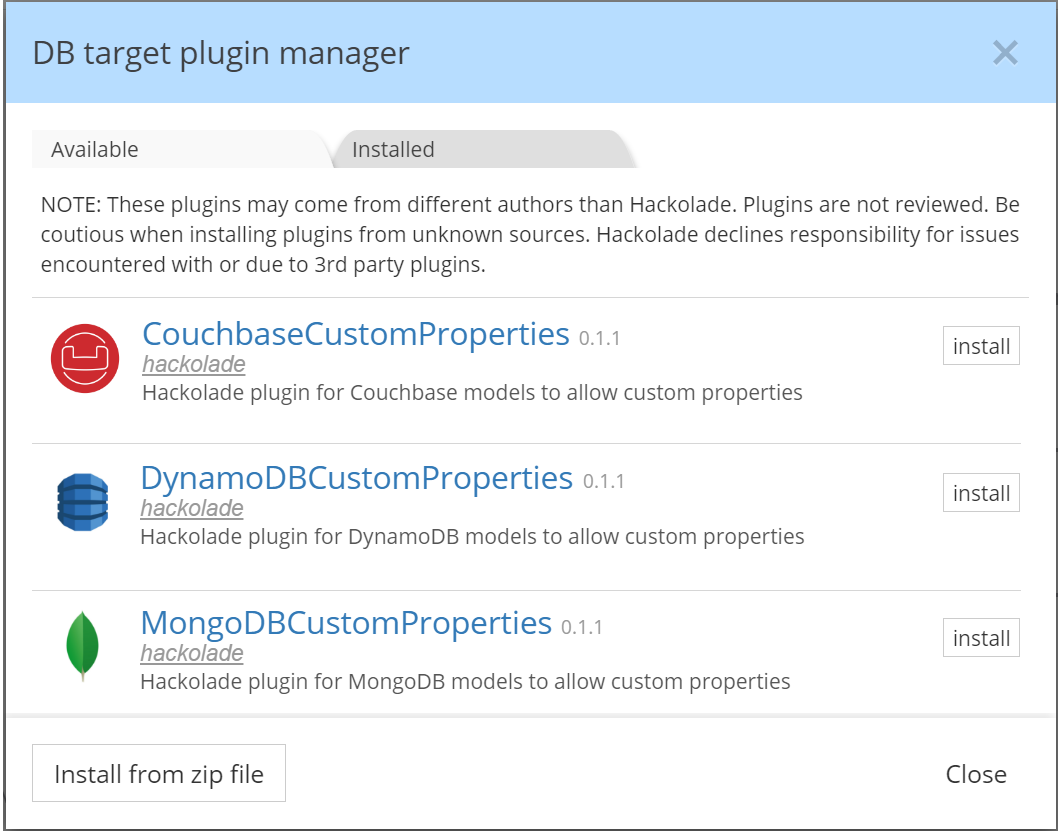 DB target plugin manager
Available
Installed
NOTE: These plugins may come from different authors than Hackolade. Plugins are not reviewed. Be
coutious when installing plugins from unknown sources. Hackolade declines responsibility for issues
encountered with or due to 3rd party plugins.
CouchbaseCustomProperties 0.1.1
install
hackolade
Hackolade plugin for Couchbase models to allow custom properties
DynamoDBCustomProperties 0.1.1
install
hackolade
Hackolade plugin for DynamoDB models to allow custom properties
MongoDBCustomProperties 0.1.1
install
hackolade
Hackolade plugin for MongoDB models to allow custom properties
Install from zip file
Close